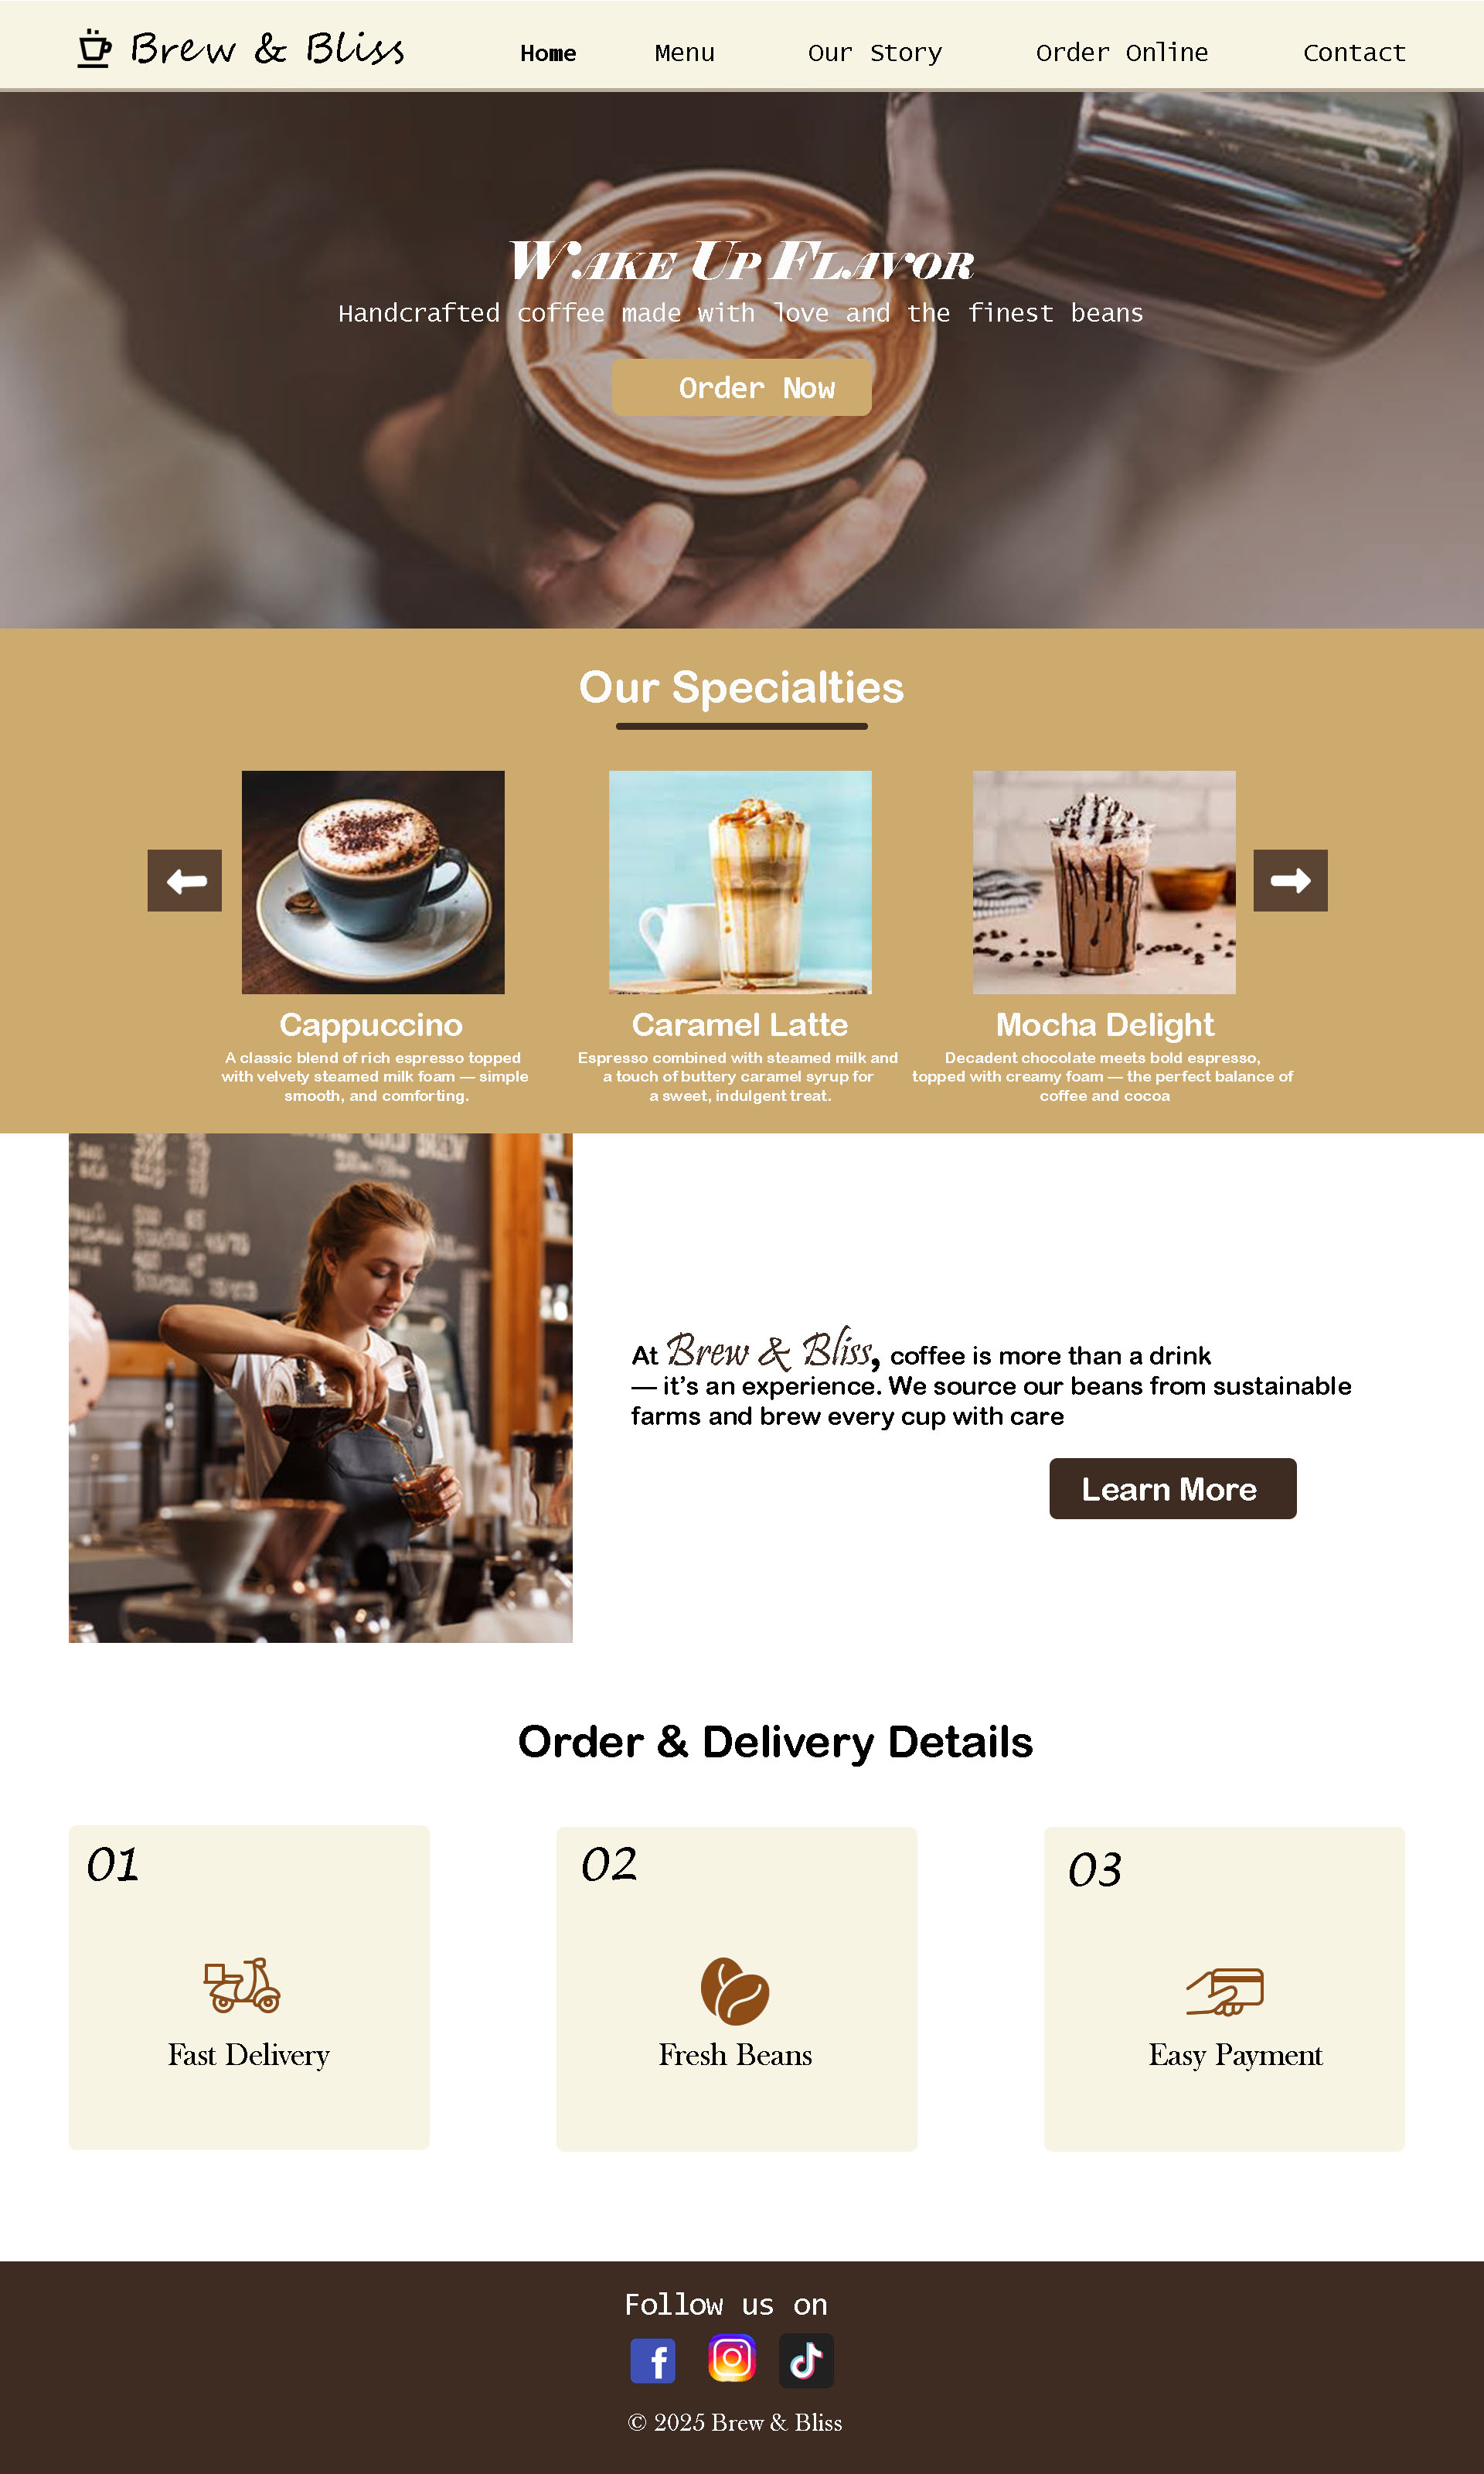 Brew & Bliss
Home
Menu
Our Story
Order Online
Contact
Wake Up Flavor
Handcrafted coffee made with love and the finest beans
Order Now
Our Specialties
Cappuccino
A classic blend of rich espresso topped
with velvety steamed milk foam — simple
smooth, and comforting.
Caramel Latte
Espresso combined with steamed milk and
a touch of buttery caramel syrup for
a sweet, indulgent treat.
Mocha Delight
Decadent chocolate meets bold espresso,
topped with creamy foam — the perfect balance of
coffee and cocoa
At Brew & Bliss, coffee is more than a drink
— it’s an experience. We source our beans from sustainable
farms and brew every cup with care
Learn More
Order & Delivery Details
01
Fast Delivery
02
Fresh Beans
03
Easy Payment
Follow us on
© 2025 Brew & Bliss